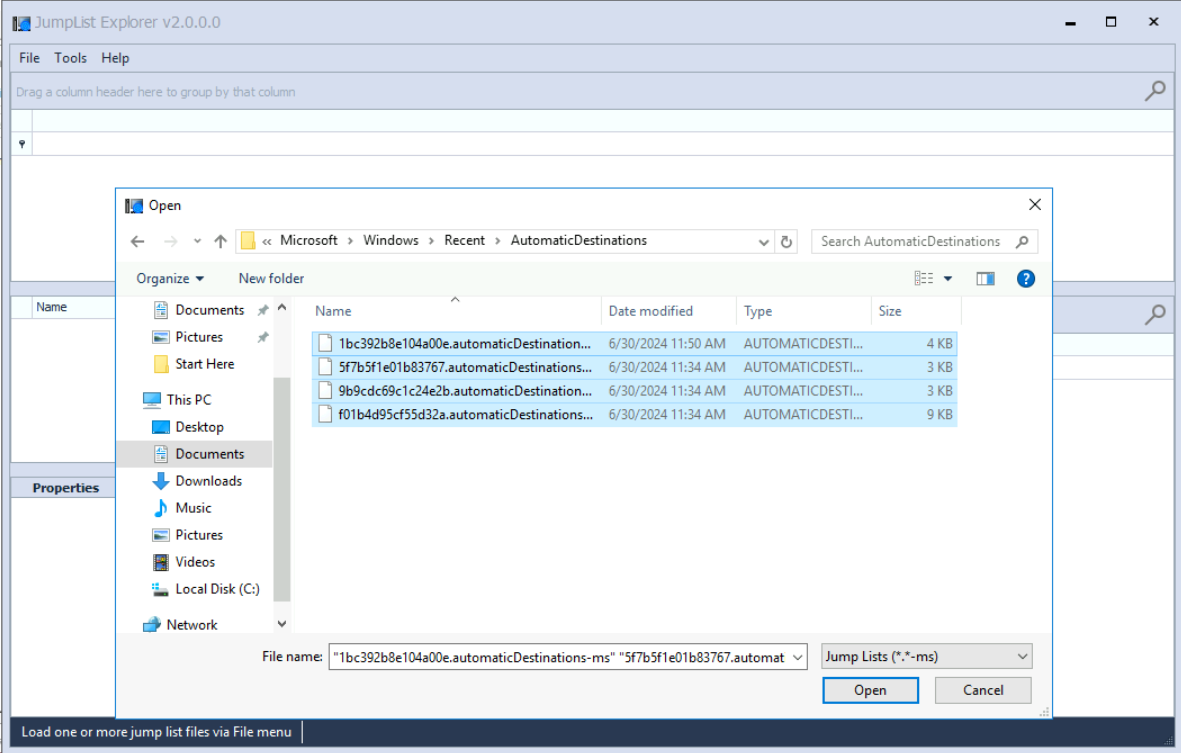 JumpList Explorer v2.0.0.0
File Tools Help
Drag a column header here to group by that column
Open
« Microsoft › Windows › Recent › AutomaticDestinations
Search AutomaticDestinations
Organize New folder
Name
Documents
Pictures
Start Here
This PC
Desktop
Documents
Downloads
Music
Pictures
Videos
Local Disk (C:)
Network
Name Date modified Type Size
1bc392b8e104a00e.automaticDestination... 6/30/2024 11:50 AM AUTOMATICDESTI... 4 KB
5f7b5f1e01b83767.automaticDestinations... 6/30/2024 11:34 AM AUTOMATICDESTI... 3 KB
9b9cdc69c1c24e2b.automaticDestination... 6/30/2024 11:34 AM AUTOMATICDESTI... 3 KB
f01b4d95cf55d32a.automaticDestinations... 6/30/2024 11:34 AM AUTOMATICDESTI... 9 KB
Properties
File name: "1bc392b8e104a00e.automaticDestinations-ms" "5f7b5f1e01b83767.automat
Jump Lists (*.*-ms)
Open Cancel
Load one or more jump list files via File menu